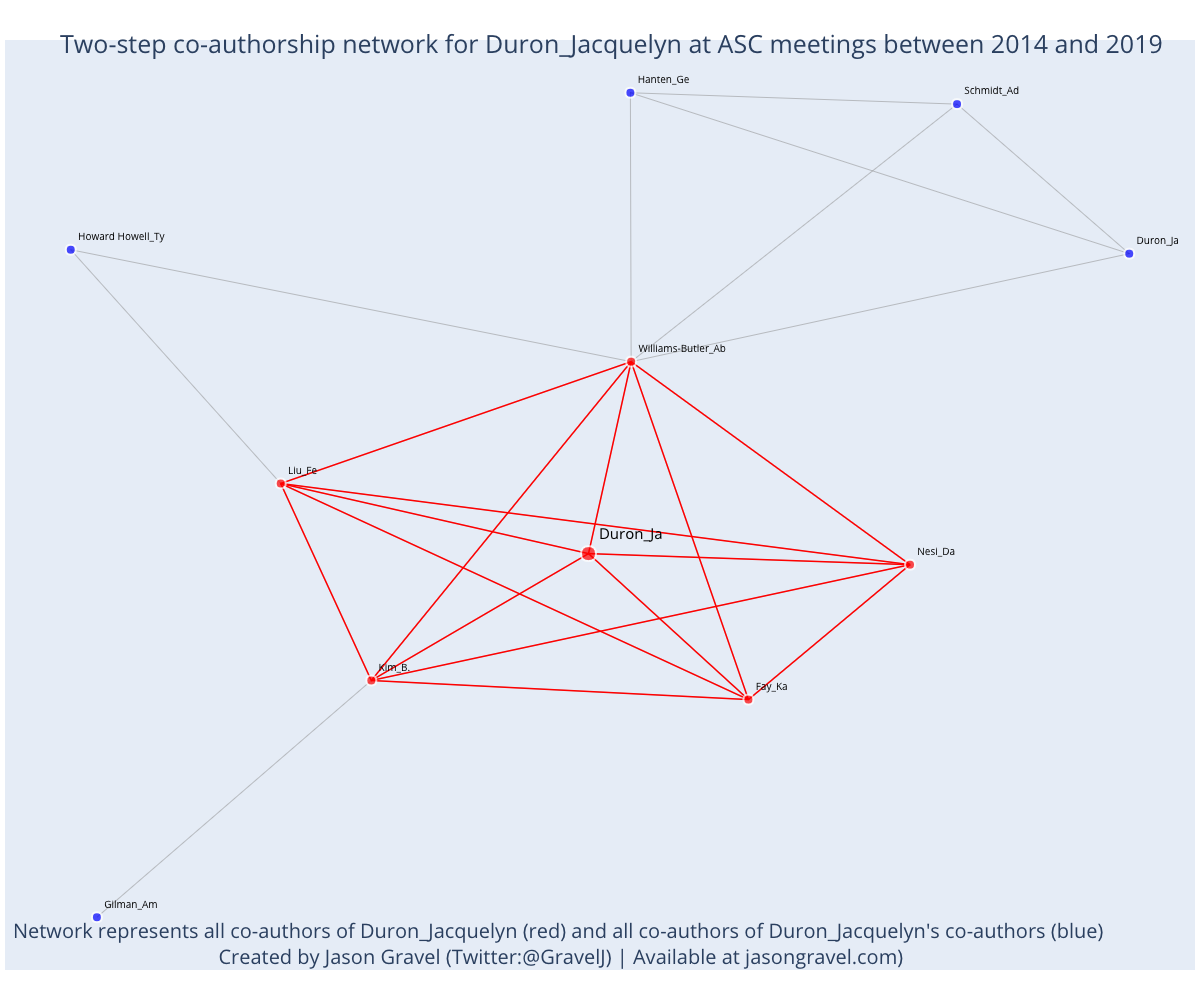 Two-step co-authorship network for Duron_Jacquelyn at ASC meetings between 2014 and 2019
Hanten_Ge
Schmidt_Ad
Howard Howell_Ty
Duron_Ja
Williams-Butler_Ab
Liu_Fe
Duron_Ja
Nesi_Da
Kim_B.
Fay_Ka
Gilman_Am
Network represents all co-authors of Duron_Jacquelyn (red) and all co-authors of Duron_Jacquelyn's co-authors (blue)
Created by Jason Gravel (Twitter:@GravelJ) | Available at jasongravel.com)